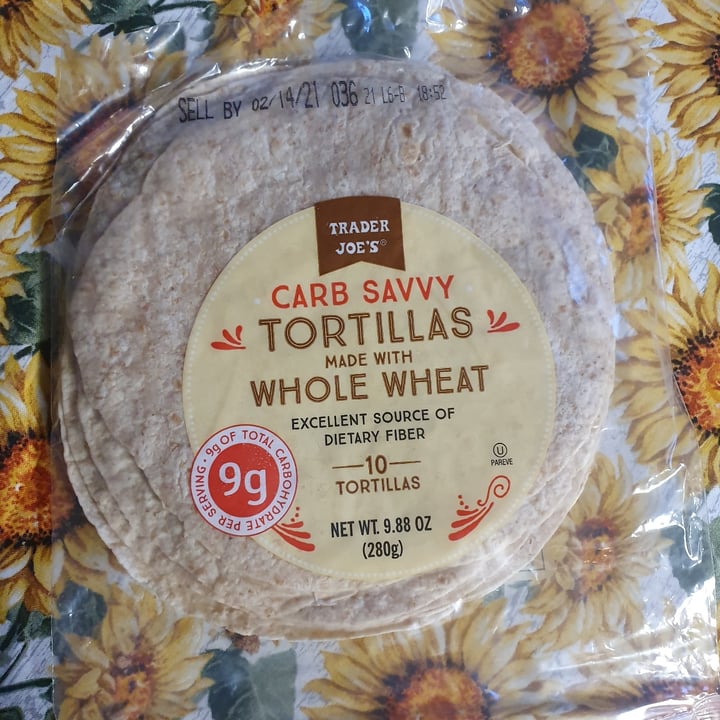 SELL BY 02/14/21 036 21 L6-B 18:52
TRADER
JOE'S®
CARB SAVVY
TORTILLAS
MADE WITH
WHOLE WHEAT
EXCELLENT SOURCE OF
DIETARY FIBER
10
TORTILLAS
U
PAREVE
9g OF TOTAL CARBOHYDRATE PER SERVING •
9g
NET WT. 9.88 OZ
(280g)